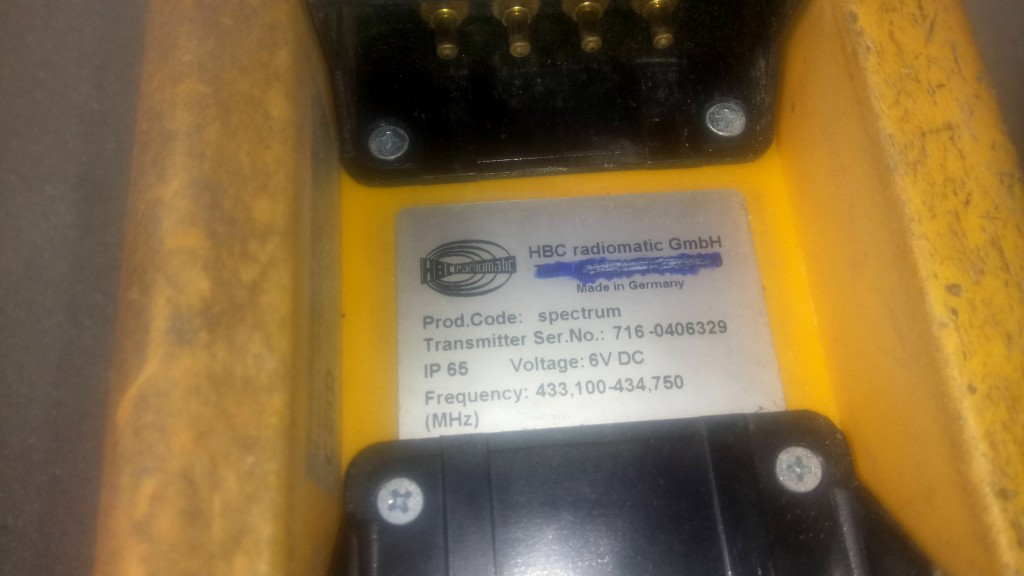 HBC radiomatic
HBC radiomatic GmbH
Made in Germany
Prod.Code: spectrum
Transmitter Ser.No.: 716 -0406329
IP 65 Voltage: 6V DC
Frequency: 433,100-434,750
(MHz)